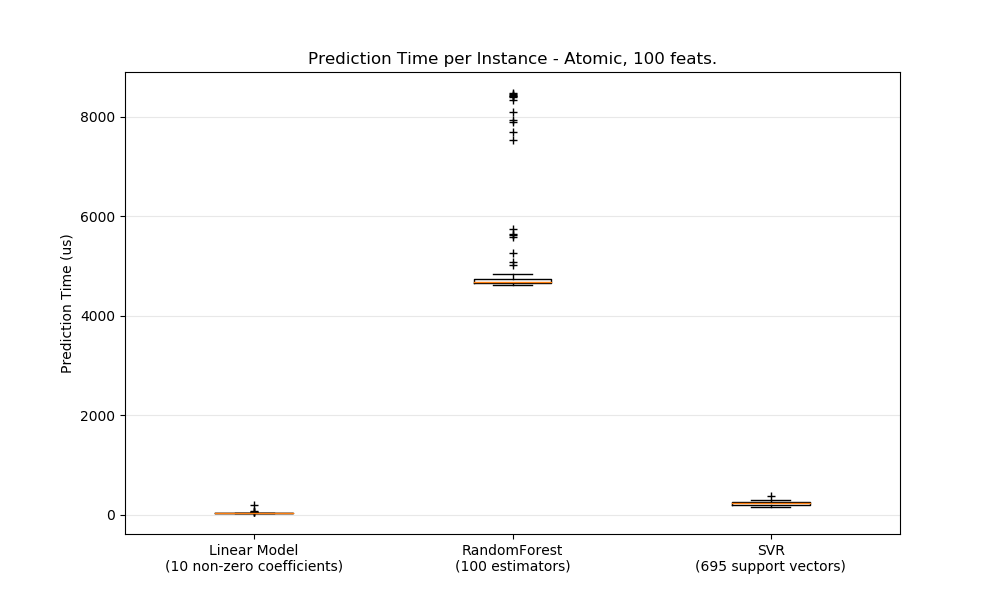 Prediction Time per Instance - Atomic, 100 feats.
Prediction Time (us)
8000
6000
4000
2000
0
Linear Model
(10 non-zero coefficients)
RandomForest
(100 estimators)
SVR
(695 support vectors)